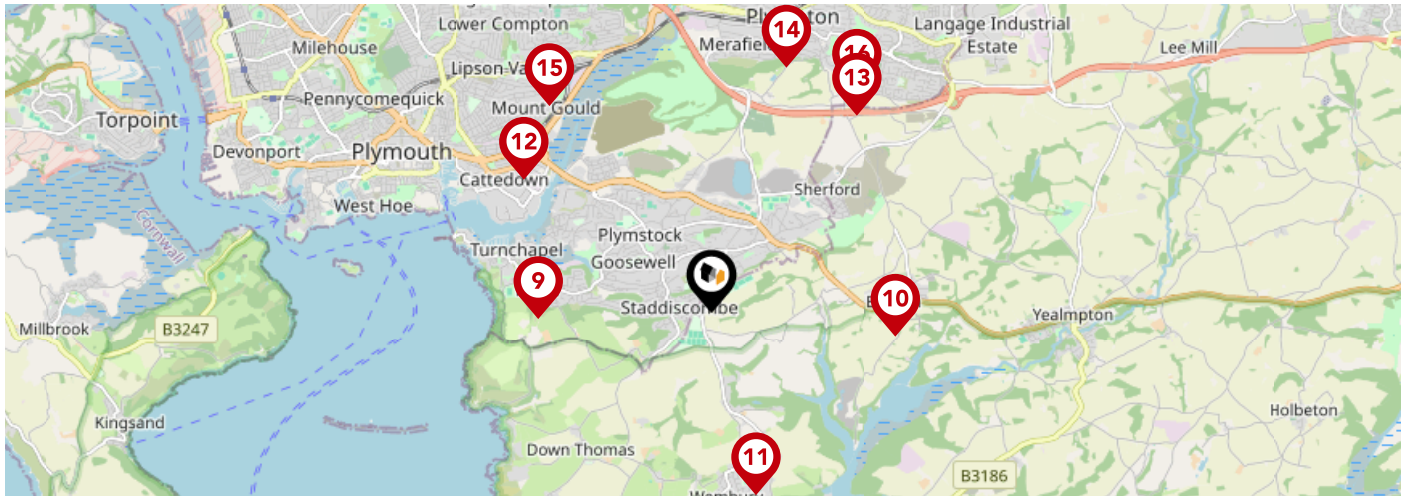 Lower Compton
Plympton
Langage Industrial
Estate
Milehouse
Merafield
14
16
Lee Mill
Lipson Va
15
13
Pennycomequick
Mount Gould
Torpoint
12
Devonport
Plymouth
Cattedown
Sherford
West Hoe
Cornwall
Plymstock
Turnchapel
Goosewell
9
10
Staddiscombe
Yealmpton
Millbrook
B3247
Holbeton
Kingsand
Down Thomas
11
B3186
Wembury